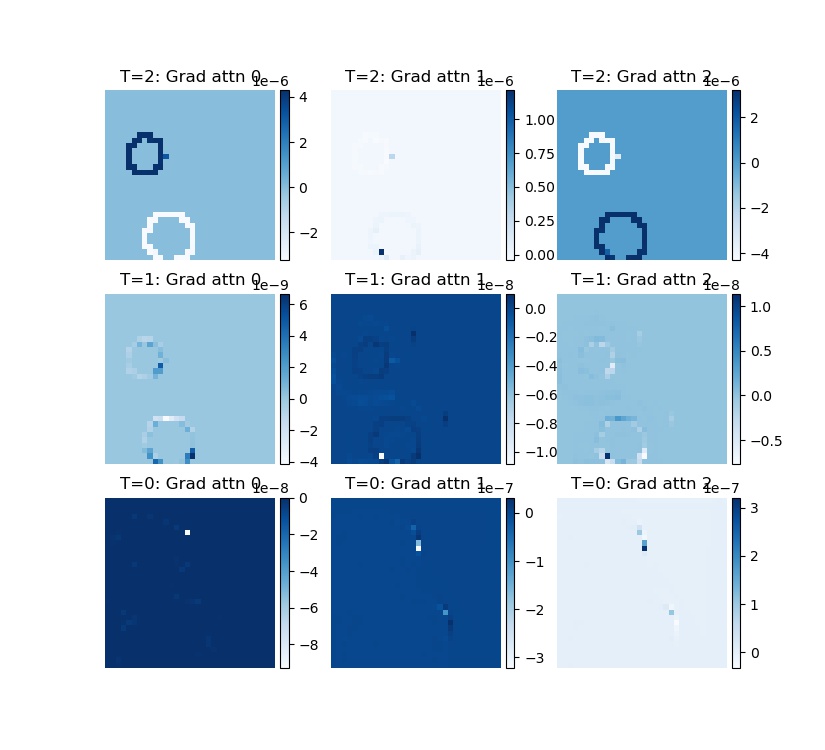 T=2: Grad attn 0
1e−6
4
2
0
−2
T=2: Grad attn 1
1e−6
1.00
0.75
0.50
0.25
0.00
T=2: Grad attn 2
1e−6
2
0
−2
−4
T=1: Grad attn 0
1e−9
6
4
2
0
−2
−4
T=1: Grad attn 1
1e−8
0.0
−0.2
−0.4
−0.6
−0.8
−1.0
T=1: Grad attn 2
1e−8
1.0
0.5
0.0
−0.5
T=0: Grad attn 0
1e−8
0
−2
−4
−6
−8
T=0: Grad attn 1
1e−7
0
−1
−2
−3
T=0: Grad attn 2
1e−7
3
2
1
0